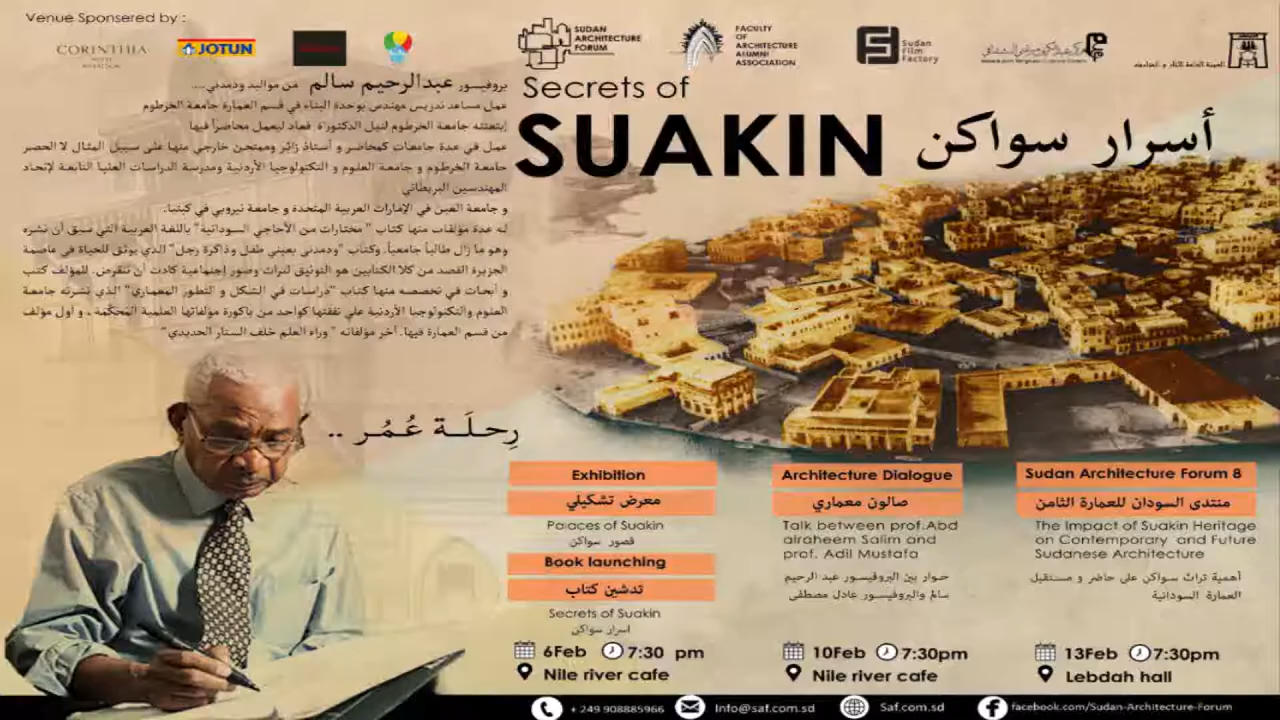 Venue Sponsered by :
CORINTHIA
JOTUN
SUDAN
ARCHITECTURE
FORUM
FACULTY
OF
ARCHITECTURE
ALUMNI
ASSOCIATION
Sudan
Film
Factory
Secrets of
SUAKIN
أسرار سواكن
بروفيسور عبدالرحيم سالم من مواليد ودمدني....
عمل مساعد تدريس مهندس بوحدة البناء في قسم العمارة جامعة الخرطوم
إبتعثته جامعة الخرطوم لنيل الدكتوراة فعاد ليعمل محاضراً فيها
عمل في عدة جامعات كمحاضر و أستاذ زائر وممتحن خارجي منها على سبيل المثال لا الحصر
جامعة الخرطوم و جامعة العلوم و التكنولوجيا الأردنية ومدرسة الدراسات العليا التابعة لإتحاد
المهندسين البريطاني
و جامعة العين في الإمارات العربية المتحدة و جامعة نيروبي في كينيا.
له عدة مؤلفات منها كتاب " مختارات من الأحاجي السودانية" باللغة العربية التي سبق أن نشره
وهو ما زال طالباً جامعياً. وكتاب "ودمدني بعيني طفل وذاكرة رجل" الذي يوثق للحياة في عاصمة
الجزيرة القصد من كلا الكتابين هو التوثيق لتراث وصور إجتماعية كادت أن تنقرض. للمؤلف كتب
و أبحاث في تخصصه منها كتاب "دراسات في الشكل و التطور المعماري" الذي نشرته جامعة
العلوم والتكنولوجيا الأردنية على نفقتها كواحد من باكورة مؤلفاتها العلمية المحكّمة ، و أول مؤلف
من قسم العمارة فيها. آخر مؤلفاته " وراء العلم خلف الستار الحديدي"
رِحلَـة عُـمُـر ..
Exhibition
معرض تشكيلي
Palaces of Suakin
قصور سواكن
Book launching
تدشين كتاب
Secrets of Suakin
اسرار سواكن
6Feb 7:30 pm
Nile river cafe
Architecture Dialogue
صالون معماري
Talk between prof.Abd
alraheem Salim and
prof. Adil Mustafa
حوار بين البروفيسور عبد الرحيم
سالم والبروفيسور عادل مصطفى
10Feb 7:30pm
Nile river cafe
Sudan Architecture Forum 8
منتدى السودان للعمارة الثامن
The Impact of Suakin Heritage
on Contemporary and Future
Sudanese Architecture
أهمية تراث سواكن على حاضر و مستقبل
العمارة السودانية
13Feb 7:30pm
Lebdah hall
+ 249 908885966
Info@saf.com.sd
Saf.com.sd
facebook.com/Sudan-Architecture-Forum